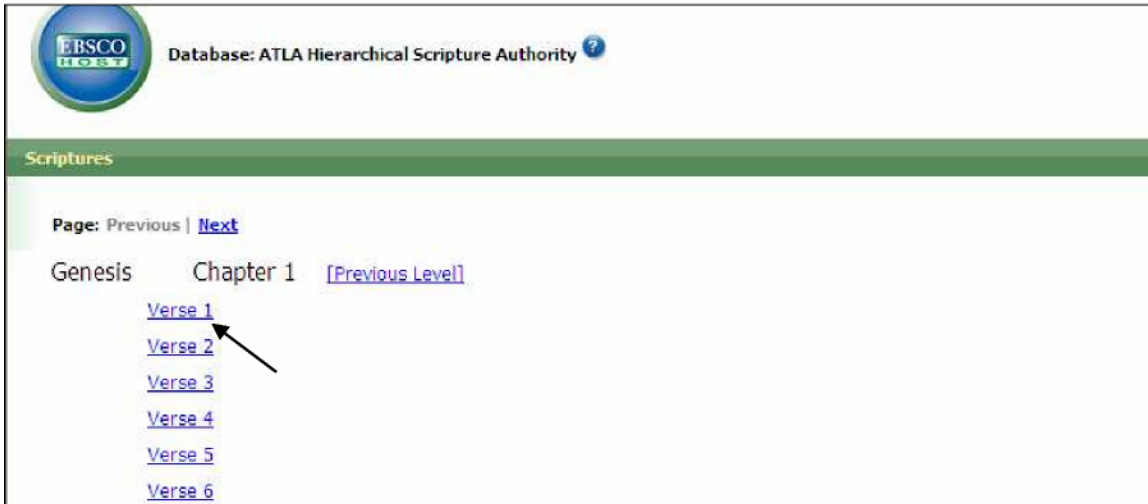 EBSCO
HOST
Database: ATLA Hierarchical Scripture Authority ?
Scriptures
Page: Previous | Next
Genesis Chapter 1 [Previous Level]
Verse 1
Verse 2
Verse 3
Verse 4
Verse 5
Verse 6